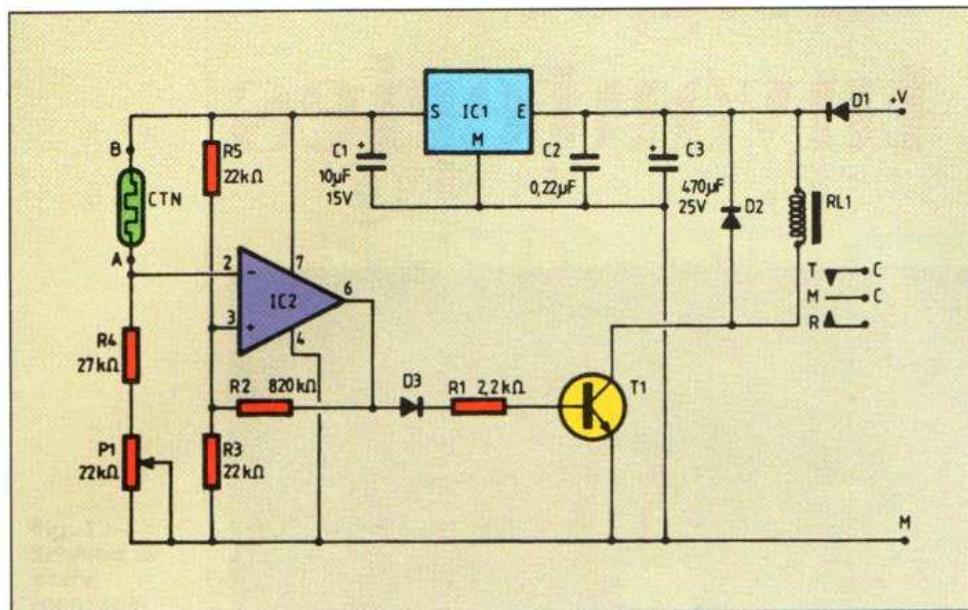 D1
+V
S IC1 E
M
B
R5
22kΩ
C1 +
10µF
15V
C2
0,22µF
+ C3
470µF
25V
D2
RL1
CTN
A
T C
M C
R
2 -
7
IC2
6
3 +
4
R4
27kΩ
R2 820kΩ
D3
R1 2,2kΩ
T1
P1
22kΩ
R3
22kΩ
M